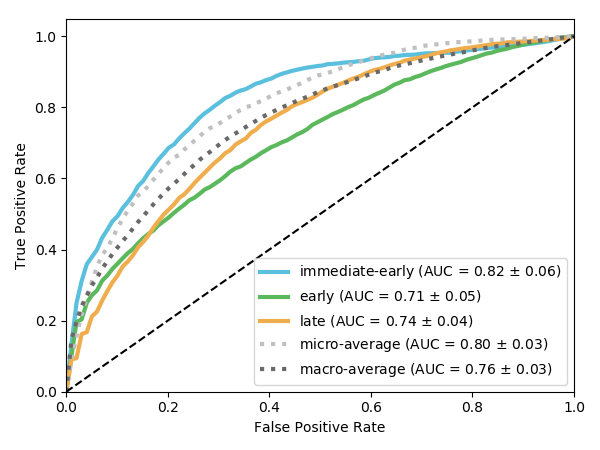 1.0
0.8
0.6
0.4
0.2
0.0
True Positive Rate
immediate-early (AUC = 0.82 ± 0.06)
early (AUC = 0.71 ± 0.05)
late (AUC = 0.74 ± 0.04)
micro-average (AUC = 0.80 ± 0.03)
macro-average (AUC = 0.76 ± 0.03)
0.0 0.2 0.4 0.6 0.8 1.0
False Positive Rate